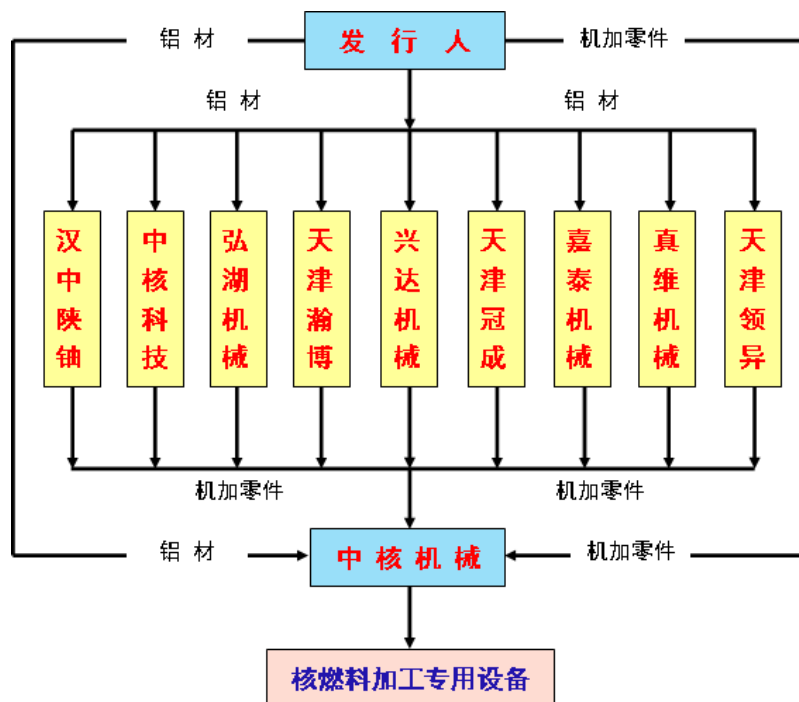 铝 材
发 行 人
机加零件
铝 材
铝 材
汉中陕铀
中核科技
弘湖机械
天津瀚博
兴达机械
天津冠成
嘉泰机械
真维机械
天津领异
机加零件
机加零件
铝 材
中 核 机 械
机加零件
核燃料加工专用设备